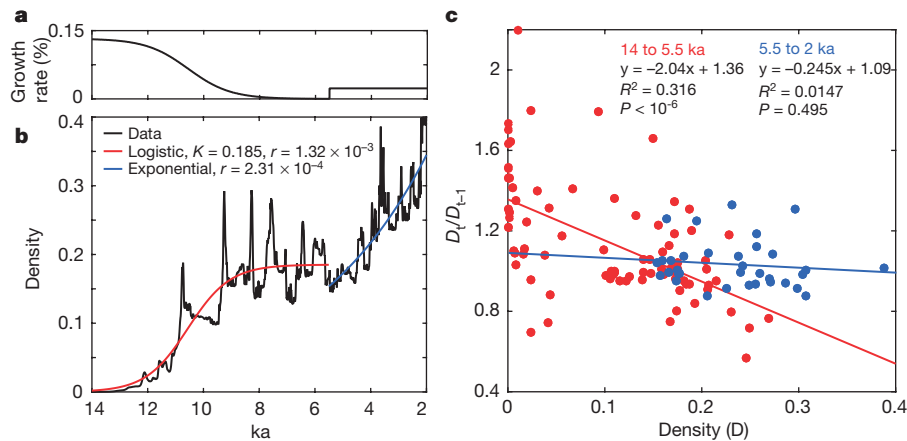 a
0.15
0
Growth
rate (%)
b
0.4
0.3
0.2
0.1
0
Density
Data
Logistic, K = 0.185, r = 1.32 × 10⁻³
Exponential, r = 2.31 × 10⁻⁴
14 12 10 8 6 4 2
ka
c
2
1.6
1.2
0.8
0.4
Dt/Dt–1
14 to 5.5 ka
y = –2.04x + 1.36
R² = 0.316
P < 10⁻⁶
5.5 to 2 ka
y = –0.245x + 1.09
R² = 0.0147
P = 0.495
0 0.1 0.2 0.3 0.4
Density (D)